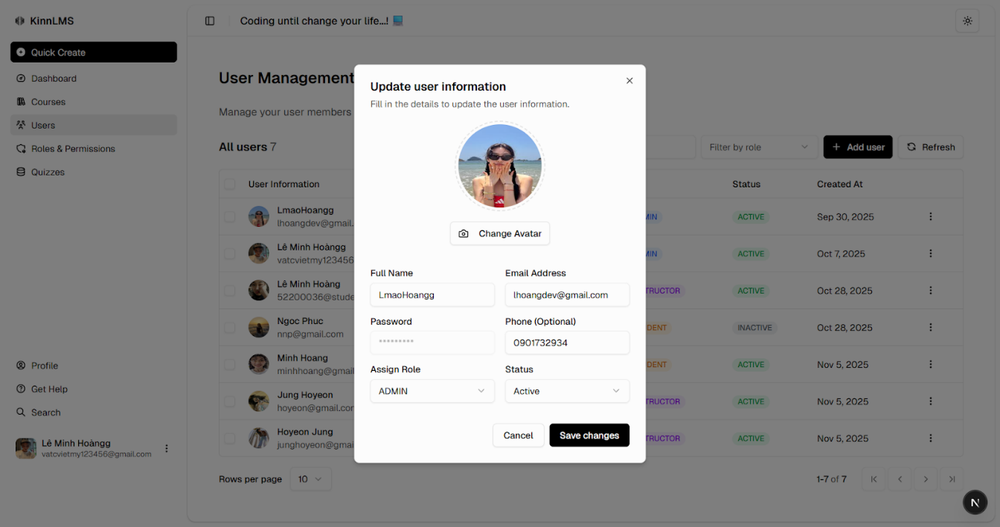 KinnLMS
Quick Create
Dashboard
Courses
Users
Roles & Permissions
Quizzes
Profile
Get Help
Search
Lê Minh Hoàngg
vatcvietmy123456@gmail.com
Coding until change your life...!
User Management
Manage your user members
All users 7
Filter by role
Add user
Refresh
User Information Status Created At
LmaoHoangg
lhoangdev@gmail.
MIN ACTIVE Sep 30, 2025
Lê Minh Hoàngg
vatcvietmy123456
MIN ACTIVE Oct 7, 2025
Lê Minh Hoàng
52200036@stude
TRUCTOR ACTIVE Oct 28, 2025
Ngoc Phuc
nnp@gmail.com
DENT INACTIVE Oct 28, 2025
Minh Hoang
minhhoang@gmail
DENT ACTIVE Nov 5, 2025
Jung Hoyeon
hoyeon@gmail.cor
TRUCTOR ACTIVE Nov 5, 2025
Hoyeon Jung
junghoyeon@gmai
TRUCTOR ACTIVE Nov 5, 2025
Rows per page 10
1-7 of 7
N
Update user information
Fill in the details to update the user information.
Change Avatar
Full Name Email Address
LmaoHoangg lhoangdev@gmail.com
Password Phone (Optional)
********* 0901732934
Assign Role Status
ADMIN Active
Cancel Save changes